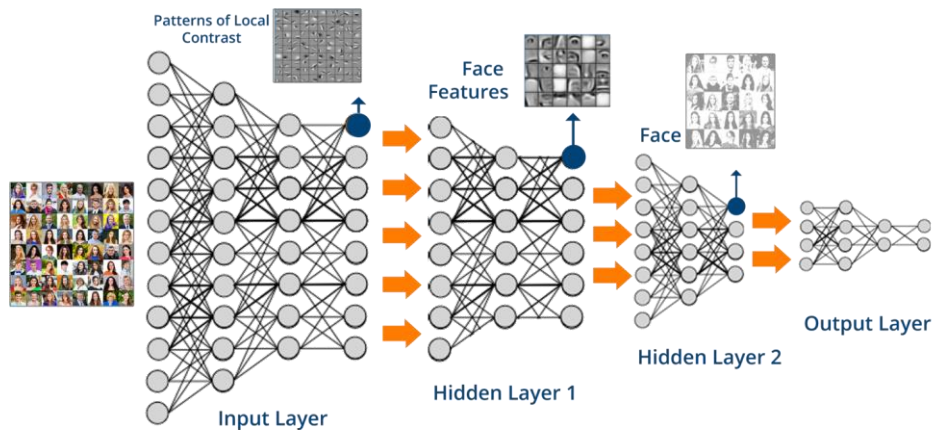 Patterns of Local
Contrast
Face
Features
Face
Input Layer
Hidden Layer 1
Hidden Layer 2
Output Layer